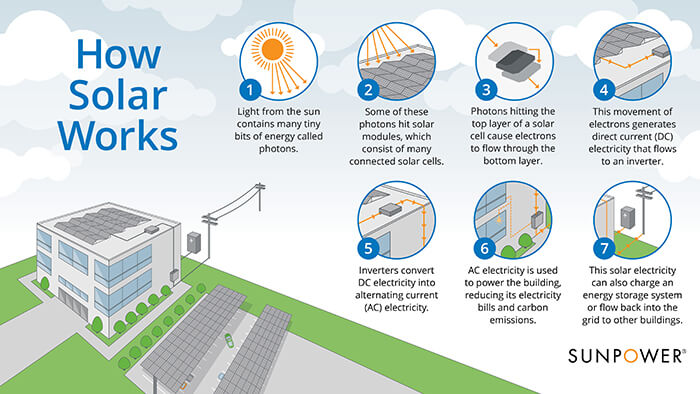 How
Solar
Works
1
Light from the sun
contains many tiny
bits of energy called
photons.
2
Some of these
photons hit solar
modules, which
consist of many
connected solar cells.
3
Photons hitting the
top layer of a solar
cell cause electrons
to flow through the
bottom layer.
4
This movement of
electrons generates
direct current (DC)
electricity that flows
to an inverter.
5
Inverters convert
DC electricity into
alternating current
(AC) electricity.
6
AC electricity is used
to power the building,
reducing its electricity
bills and carbon
emissions.
7
This solar electricity
can also charge an
energy storage system
or flow back into the
grid to other buildings.
SUNPOWER®